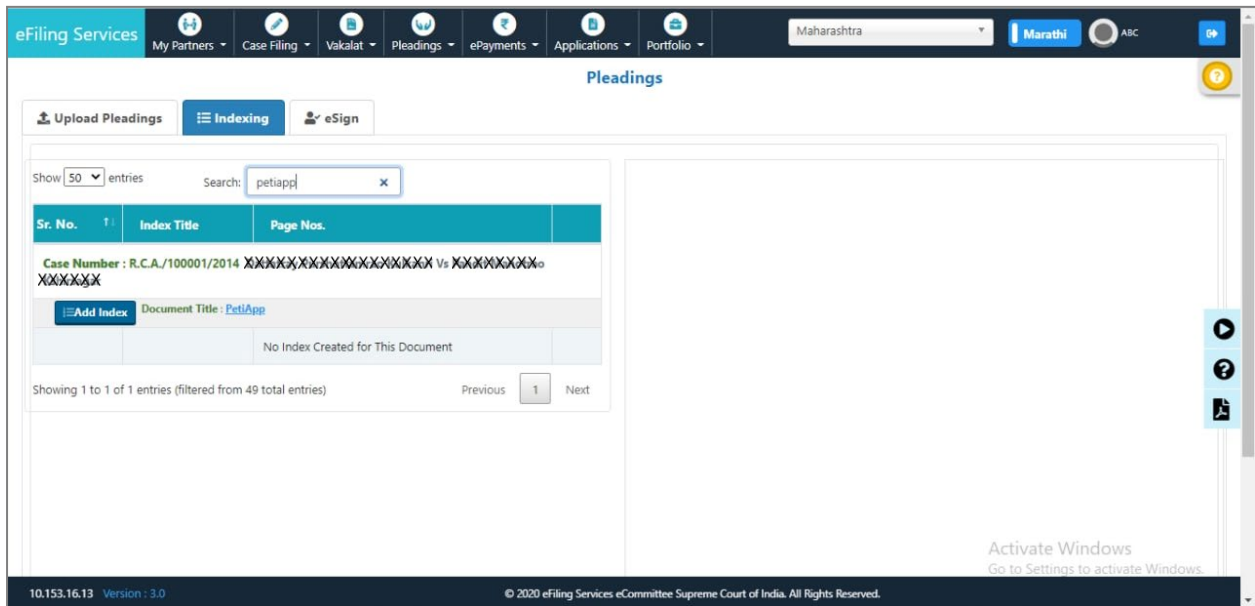 eFiling Services
My Partners
Case Filing
Vakalat
Pleadings
ePayments
Applications
Portfolio
Maharashtra
Marathi
ABC
Pleadings
Upload Pleadings
Indexing
eSign
Show 50 entries
Search: petiapp
Sr. No. Index Title Page Nos.
Case Number : R.C.A./100001/2014 Vs
Add Index Document Title : PetiApp
No Index Created for This Document
Showing 1 to 1 of 1 entries (filtered from 49 total entries) Previous 1 Next
Activate Windows
Go to Settings to activate Windows.
10.153.16.13 Version : 3.0 © 2020 eFiling Services eCommittee Supreme Court of India. All Rights Reserved.